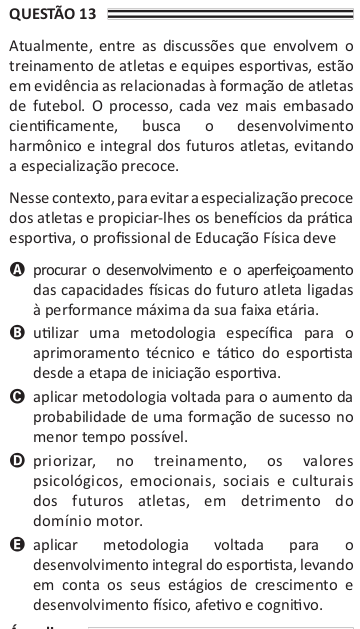 QUESTÃO 13
Atualmente, entre as discussões que envolvem o
treinamento de atletas e equipes esportivas, estão
em evidência as relacionadas à formação de atletas
de futebol. O processo, cada vez mais embasado
cientificamente, busca o desenvolvimento
harmônico e integral dos futuros atletas, evitando
a especialização precoce.
Nesse contexto, para evitar a especialização precoce
dos atletas e propiciar-lhes os benefícios da prática
esportiva, o profissional de Educação Física deve
A procurar o desenvolvimento e o aperfeiçoamento
das capacidades físicas do futuro atleta ligadas
à performance máxima da sua faixa etária.
B utilizar uma metodologia específica para o
aprimoramento técnico e tático do esportista
desde a etapa de iniciação esportiva.
C aplicar metodologia voltada para o aumento da
probabilidade de uma formação de sucesso no
menor tempo possível.
D priorizar, no treinamento, os valores
psicológicos, emocionais, sociais e culturais
dos futuros atletas, em detrimento do
domínio motor.
E aplicar metodologia voltada para o
desenvolvimento integral do esportista, levando
em conta os seus estágios de crescimento e
desenvolvimento físico, afetivo e cognitivo.